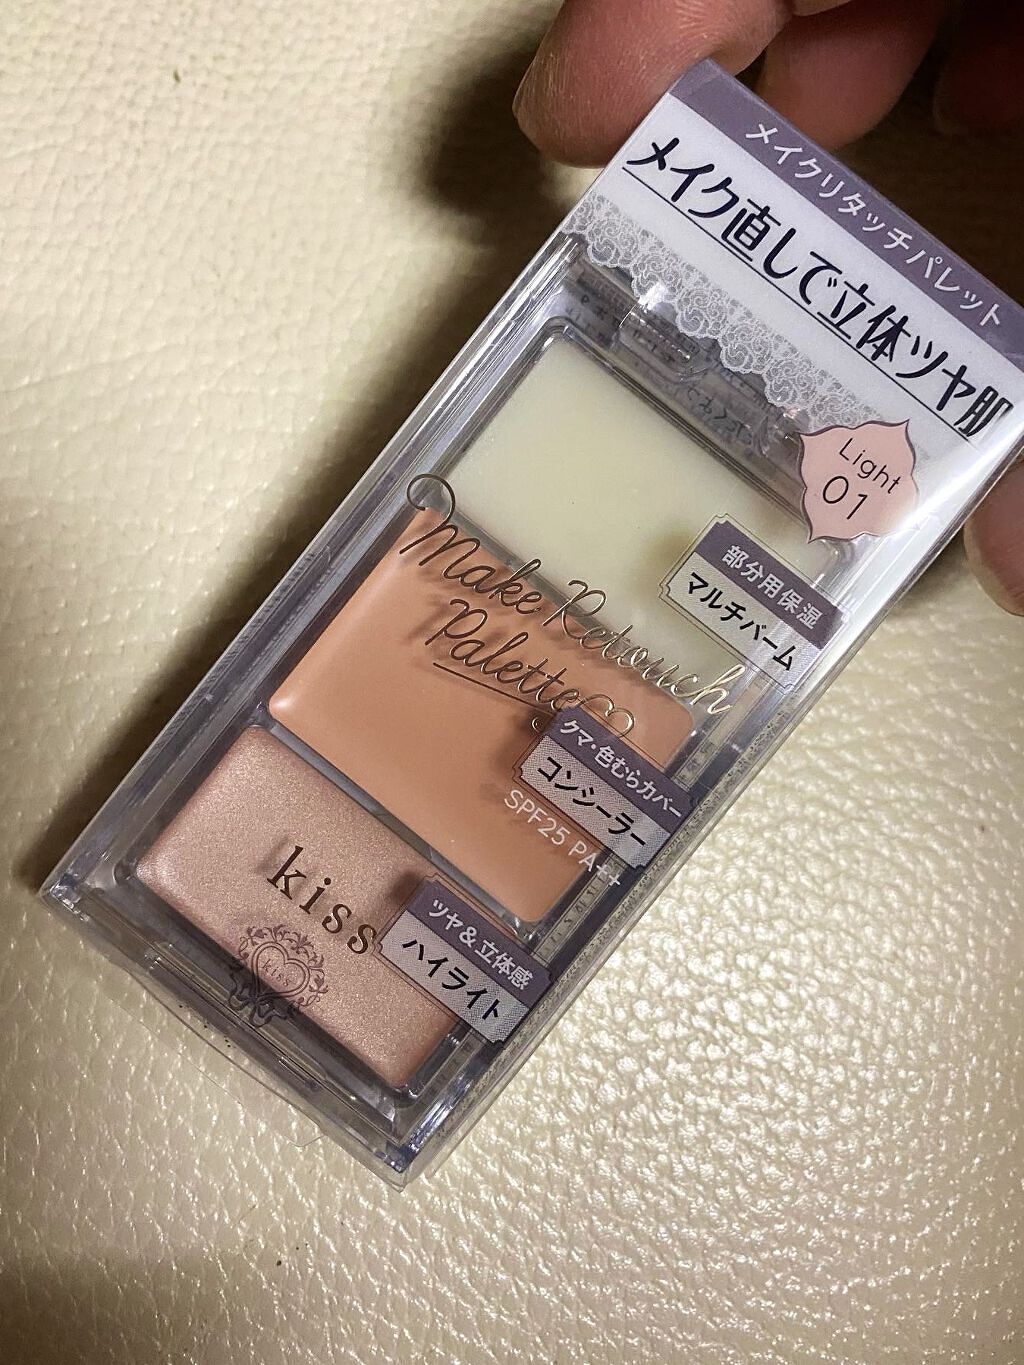 メイクリタッチパレット
メイク直しで立体ツヤ肌
Light
01
部分用保湿
マルチバーム
Make Retouch
Palette
クマ・色むらカバー
コンシーラー
SPF25 PA++
ツヤ&立体感
ハイライト
kiss
kiss